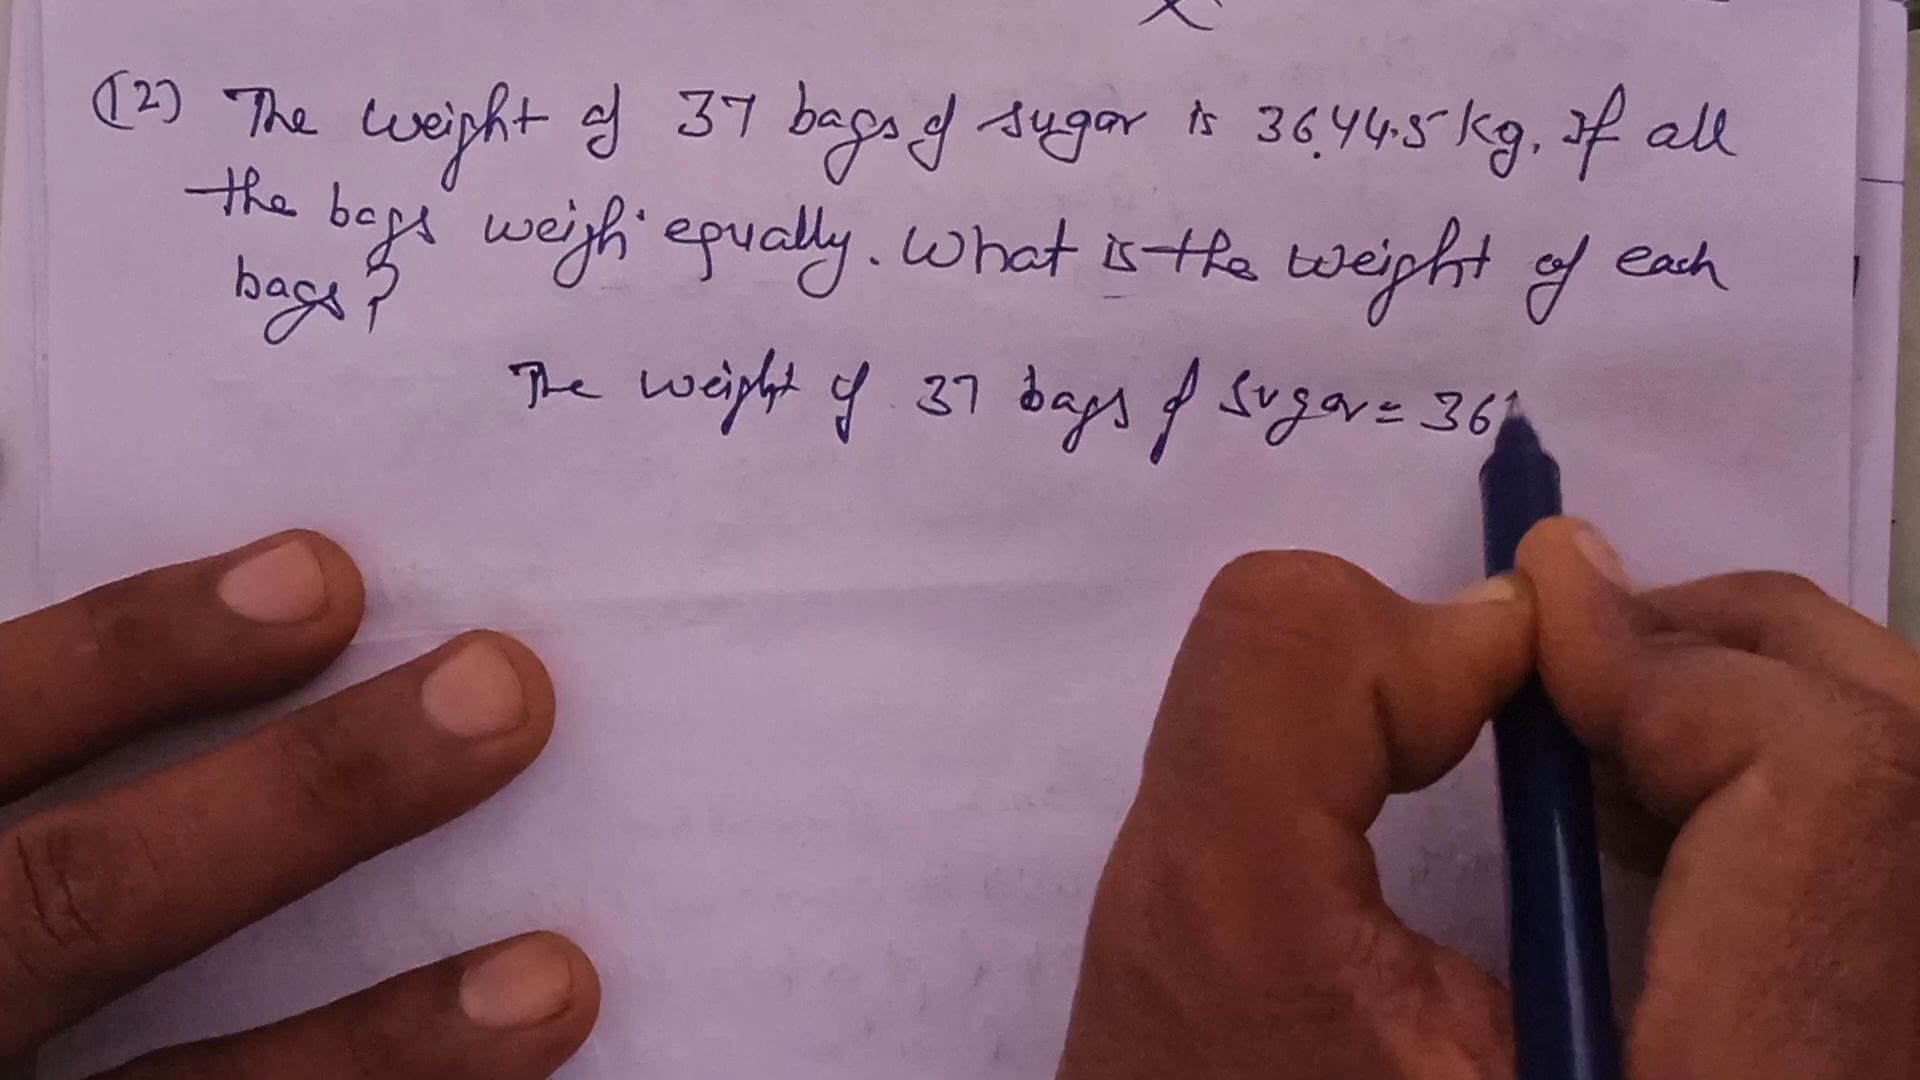 (12) The weight of 37 bags of sugar is 3644.5 kg. If all
the bags weigh equally. What is the weight of each
bags?
The weight of 37 bags of sugar = 36